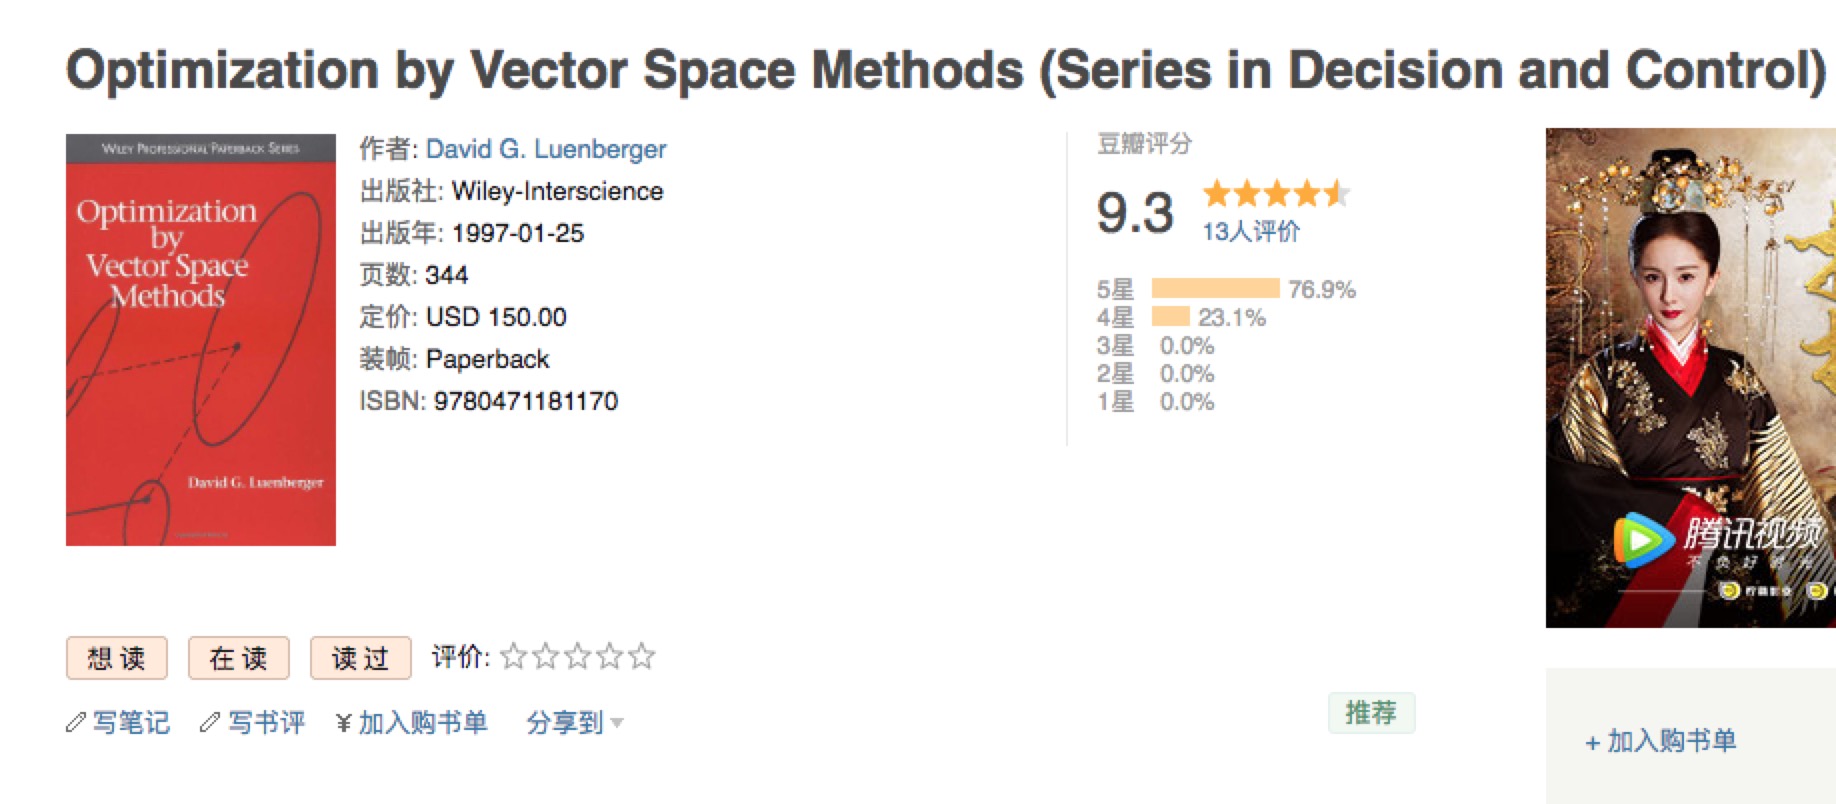 Optimization by Vector Space Methods (Series in Decision and Control)
WILEY PROFESSIONAL PAPERBACK SERIES
Optimization
by
Vector Space
Methods
David G. Luenberger
作者: David G. Luenberger
出版社: Wiley-Interscience
出版年: 1997-01-25
页数: 344
定价: USD 150.00
装帧: Paperback
ISBN: 9780471181170
豆瓣评分
9.3
13人评价
5星 76.9%
4星 23.1%
3星 0.0%
2星 0.0%
1星 0.0%
腾讯视频
不负好时光
想读 在读 读过 评价:
写笔记 写书评 ¥加入购书单 分享到
推荐
+ 加入购书单